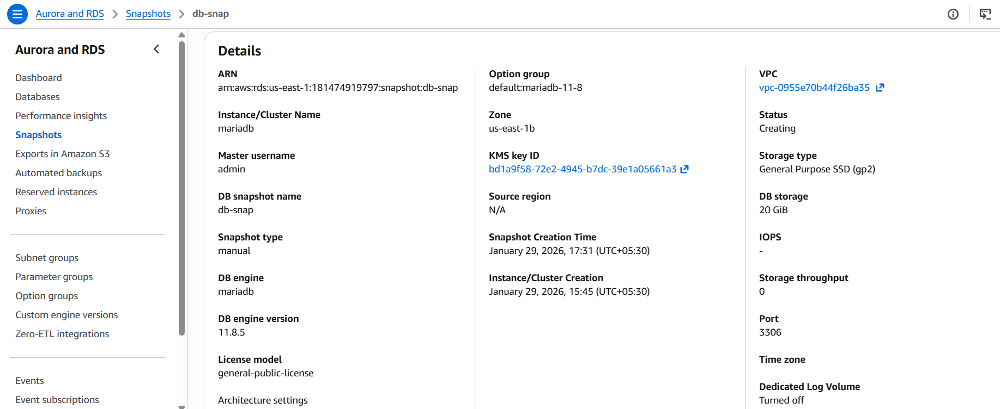 Aurora and RDS > Snapshots > db-snap
Aurora and RDS
Dashboard
Databases
Performance insights
Snapshots
Exports in Amazon S3
Automated backups
Reserved instances
Proxies
Subnet groups
Parameter groups
Option groups
Custom engine versions
Zero-ETL integrations
Events
Event subscriptions
Details
ARN
arn:aws:rds:us-east-1:181474919797:snapshot:db-snap
Instance/Cluster Name
mariadb
Master username
admin
DB snapshot name
db-snap
Snapshot type
manual
DB engine
mariadb
DB engine version
11.8.5
License model
general-public-license
Architecture settings
Option group
default:mariadb-11-8
Zone
us-east-1b
KMS key ID
bd1a9f58-72e2-4945-b7dc-39e1a05661a3
Source region
N/A
Snapshot Creation Time
January 29, 2026, 17:31 (UTC+05:30)
Instance/Cluster Creation
January 29, 2026, 15:45 (UTC+05:30)
VPC
vpc-0955e70b44f26ba35
Status
Creating
Storage type
General Purpose SSD (gp2)
DB storage
20 GiB
IOPS
-
Storage throughput
0
Port
3306
Time zone
Dedicated Log Volume
Turned off